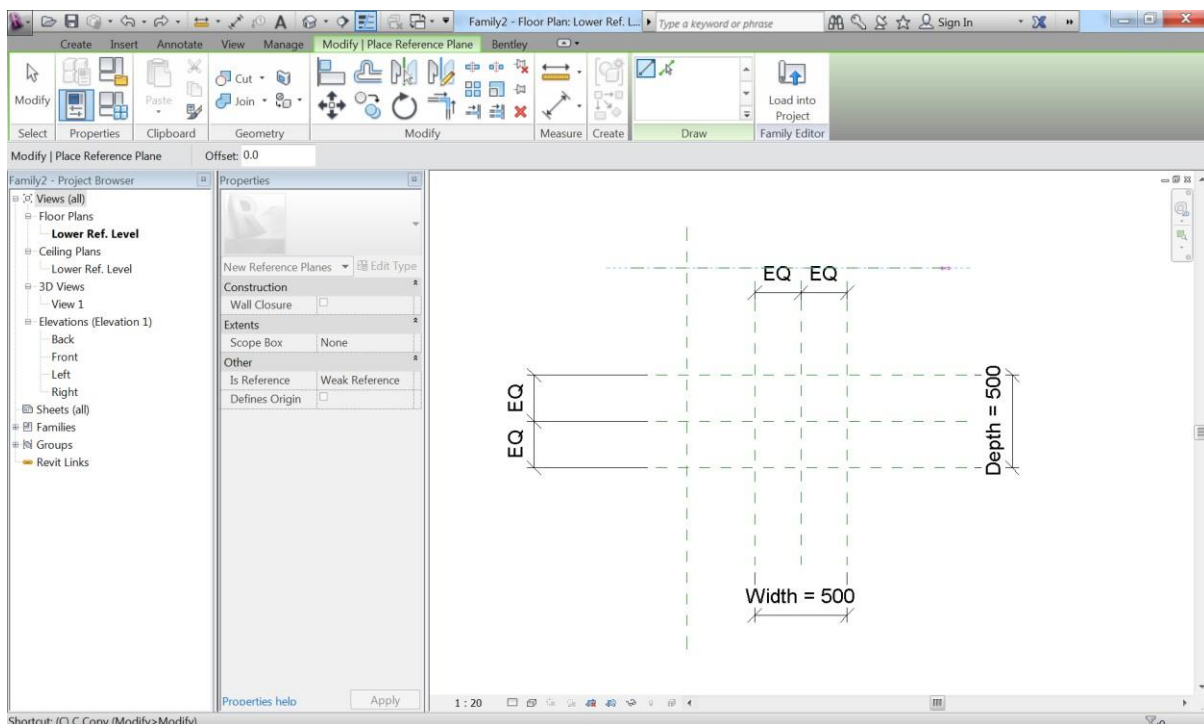 Family2 - Floor Plan: Lower Ref. L...
Type a keyword or phrase
Sign In
Create Insert Annotate View Manage Modify | Place Reference Plane Bentley
Modify
Paste
Cut
Join
Load into
Project
Select Properties Clipboard Geometry Modify Measure Create Draw Family Editor
Modify | Place Reference Plane Offset: 0.0
Family2 - Project Browser
Views (all)
Floor Plans
Lower Ref. Level
Ceiling Plans
Lower Ref. Level
3D Views
View 1
Elevations (Elevation 1)
Back
Front
Left
Right
Sheets (all)
Families
Groups
Revit Links
Properties
New Reference Planes Edit Type
Construction
Wall Closure
Extents
Scope Box None
Other
Is Reference Weak Reference
Defines Origin
Properties help Apply
EQ EQ
EQ
EQ
Depth = 500
Width = 500
1 : 20
Shortcut: (C) C Copy (Modify>Modify)
:0